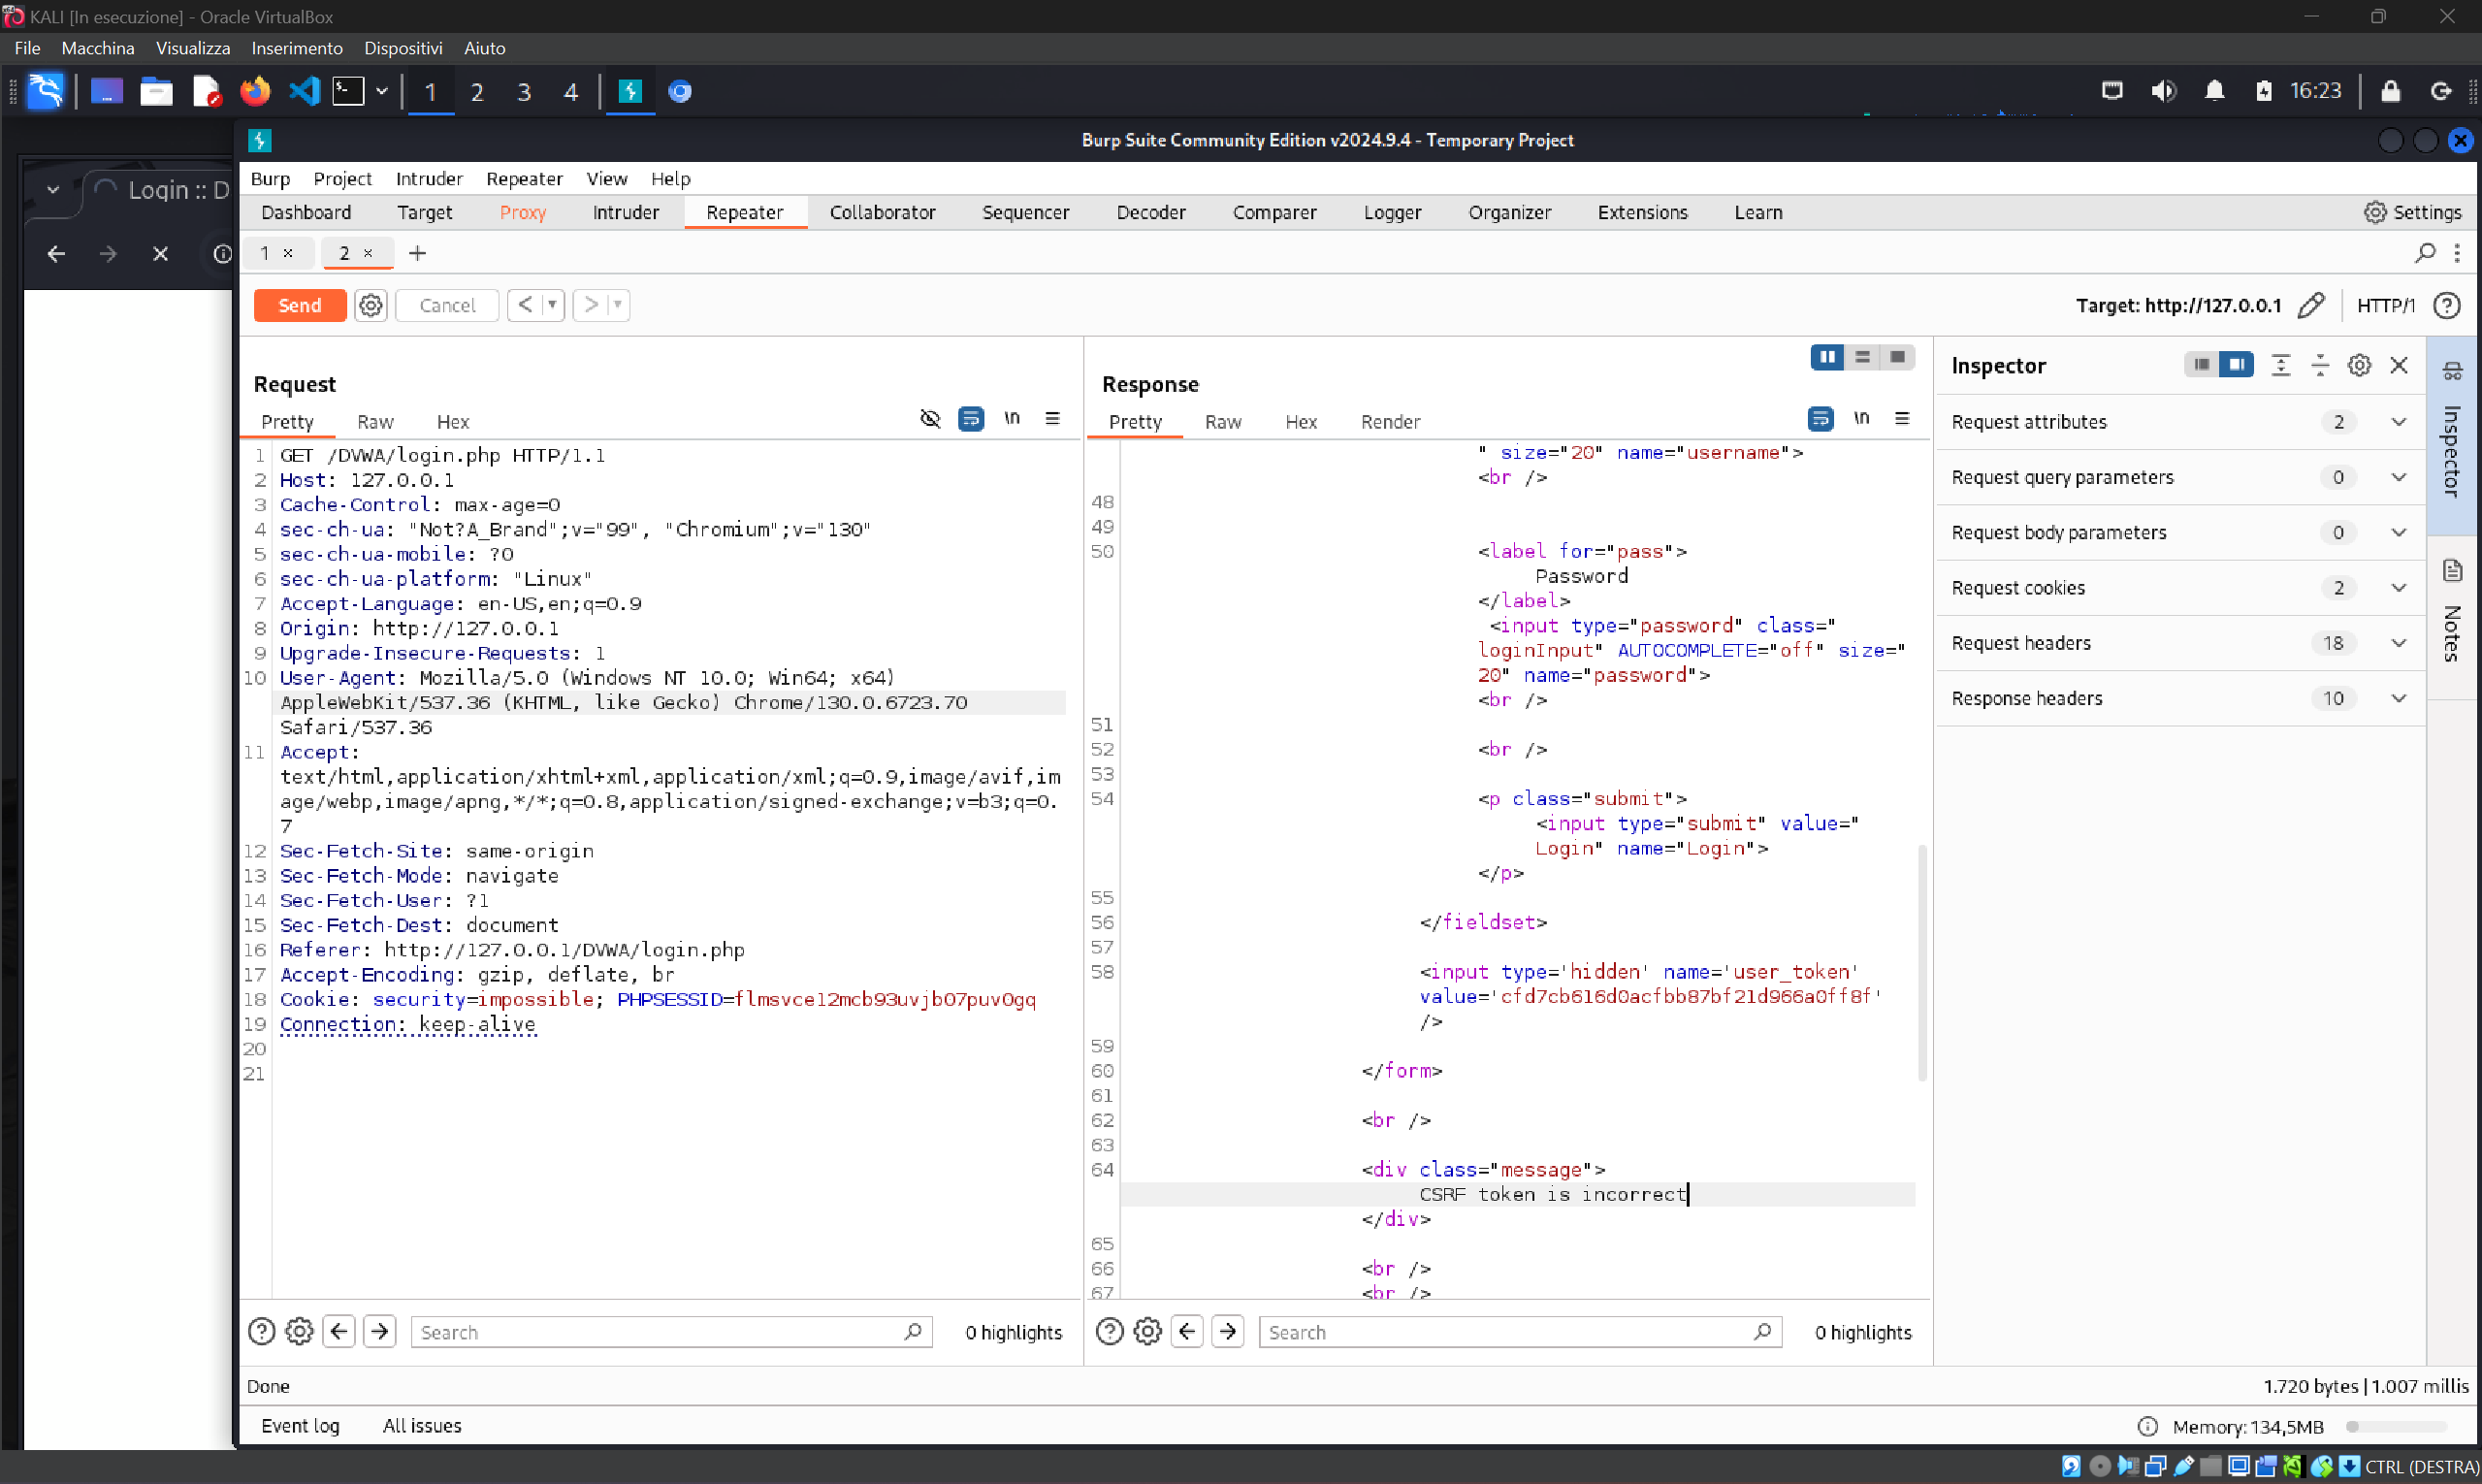 KALI [In esecuzione] - Oracle VirtualBox
File Macchina Visualizza Inserimento Dispositivi Aiuto
1 2 3 4 16:23
Burp Suite Community Edition v2024.9.4 - Temporary Project
Login :: D
Burp Project Intruder Repeater View Help
Dashboard Target Proxy Intruder Repeater Collaborator Sequencer Decoder Comparer Logger Organizer Extensions Learn Settings
1 × 2 × +
Send Cancel Target: http://127.0.0.1 HTTP/1
Request
Pretty Raw Hex \n
1 GET /DVWA/login.php HTTP/1.1
2 Host: 127.0.0.1
3 Cache-Control: max-age=0
4 sec-ch-ua: "Not?A_Brand";v="99", "Chromium";v="130"
5 sec-ch-ua-mobile: ?0
6 sec-ch-ua-platform: "Linux"
7 Accept-Language: en-US,en;q=0.9
8 Origin: http://127.0.0.1
9 Upgrade-Insecure-Requests: 1
10 User-Agent: Mozilla/5.0 (Windows NT 10.0; Win64; x64)
AppleWebKit/537.36 (KHTML, like Gecko) Chrome/130.0.6723.70
Safari/537.36
11 Accept:
text/html,application/xhtml+xml,application/xml;q=0.9,image/avif,im
age/webp,image/apng,*/*;q=0.8,application/signed-exchange;v=b3;q=0.
7
12 Sec-Fetch-Site: same-origin
13 Sec-Fetch-Mode: navigate
14 Sec-Fetch-User: ?1
15 Sec-Fetch-Dest: document
16 Referer: http://127.0.0.1/DVWA/login.php
17 Accept-Encoding: gzip, deflate, br
18 Cookie: security=impossible; PHPSESSID=flmsvce12mcb93uvjb07puv0gq
19 Connection: keep-alive
20
21
Search 0 highlights
Response
Pretty Raw Hex Render \n
" size="20" name="username">
<br />
48
49
50 <label for="pass">
Password
</label>
<input type="password" class="
loginInput" AUTOCOMPLETE="off" size="
20" name="password">
<br />
51
52 <br />
53
54 <p class="submit">
<input type="submit" value="
Login" name="Login">
</p>
55
56 </fieldset>
57
58 <input type='hidden' name='user_token'
value='cfd7cb616d0acfbb87bf21d966a0ff8f'
/>
59
60 </form>
61
62 <br />
63
64 <div class="message">
CSRF token is incorrect
</div>
65
66 <br />
67 <br />
Search 0 highlights
Inspector
Request attributes 2
Request query parameters 0
Request body parameters 0
Request cookies 2
Request headers 18
Response headers 10
Inspector
Notes
Done 1.720 bytes | 1.007 millis
Event log All issues Memory: 134,5MB
CTRL (DESTRA)